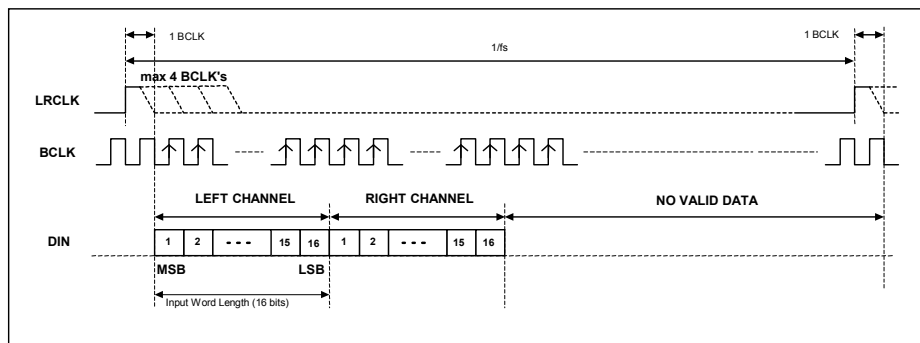 1 BCLK
1 BCLK
1/fs
max 4 BCLK's
LRCLK
BCLK
LEFT CHANNEL
RIGHT CHANNEL
NO VALID DATA
DIN
1 2 - - - 15 16 1 2 - - - 15 16
MSB
LSB
Input Word Length (16 bits)